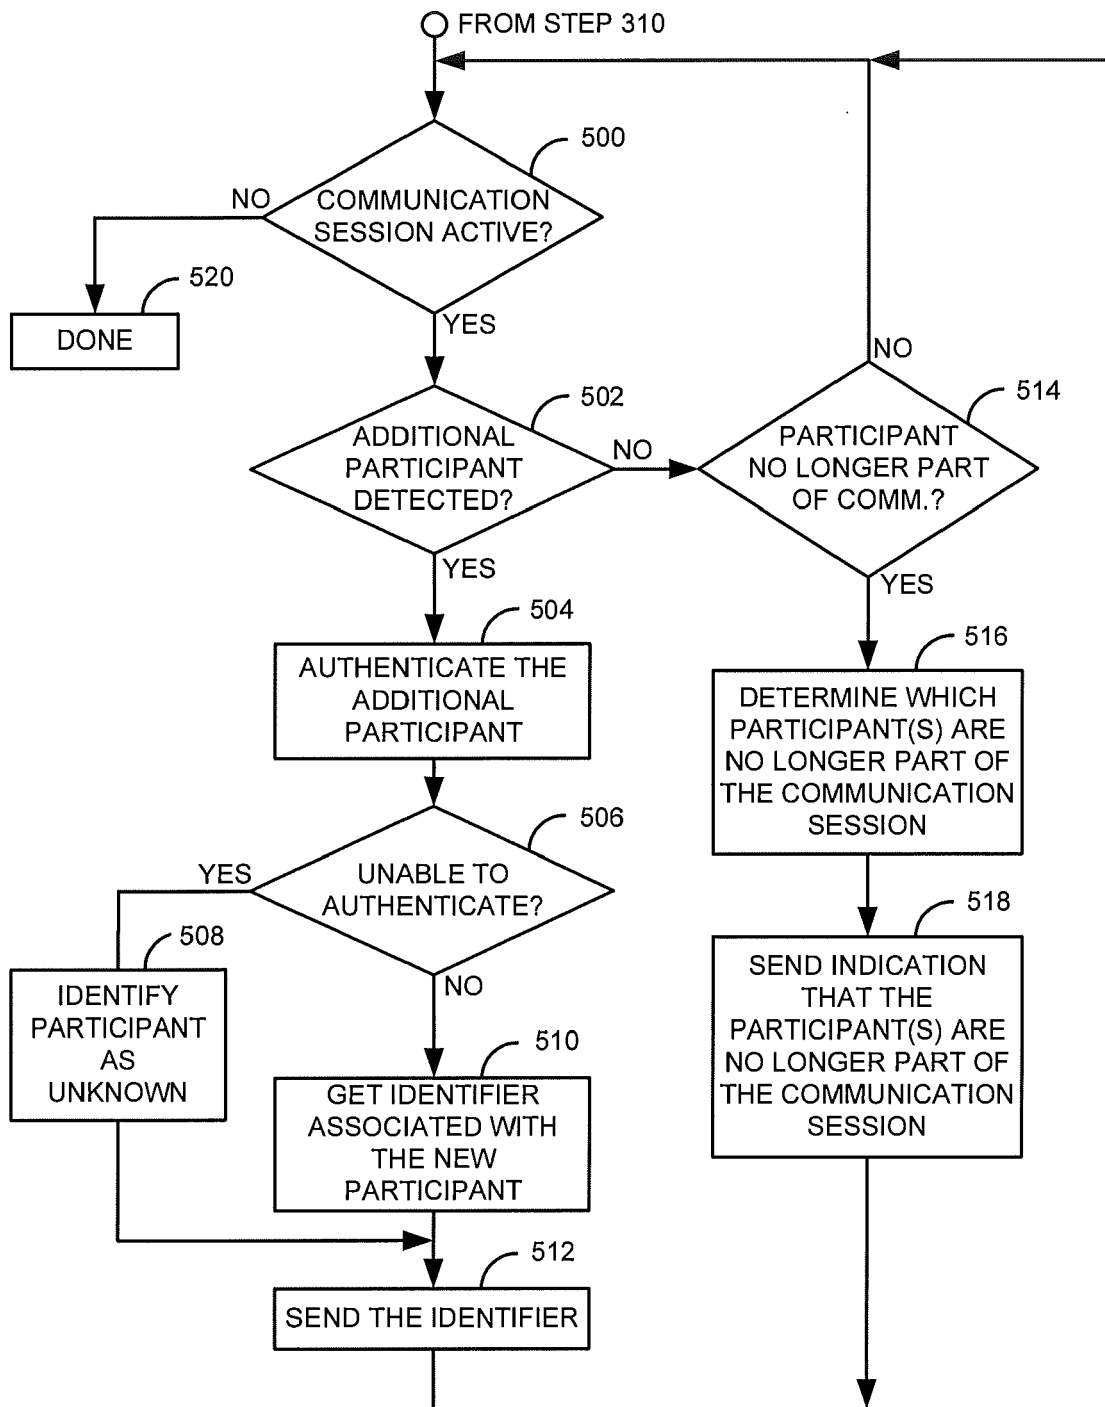 FROM STEP 310
500
COMMUNICATION
SESSION ACTIVE?
NO
520
DONE
YES
502
ADDITIONAL
PARTICIPANT
DETECTED?
NO
514
PARTICIPANT
NO LONGER PART
OF COMM.?
NO
YES
YES
504
AUTHENTICATE THE
ADDITIONAL
PARTICIPANT
516
DETERMINE WHICH
PARTICIPANT(S) ARE
NO LONGER PART OF
THE COMMUNICATION
SESSION
506
UNABLE TO
AUTHENTICATE?
YES
508
IDENTIFY
PARTICIPANT
AS
UNKNOWN
NO
518
SEND INDICATION
THAT THE
PARTICIPANT(S) ARE
NO LONGER PART OF
THE COMMUNICATION
SESSION
510
GET IDENTIFIER
ASSOCIATED WITH
THE NEW
PARTICIPANT
512
SEND THE IDENTIFIER